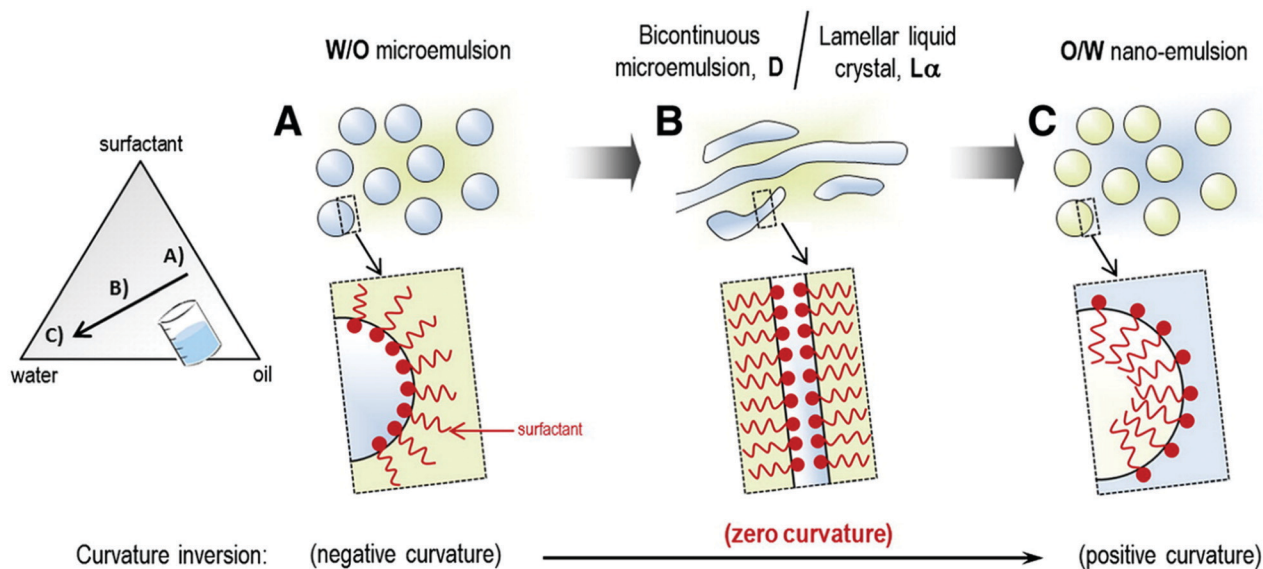 W/O microemulsion
Bicontinuous
microemulsion, D
Lamellar liquid
crystal, Lα
O/W nano-emulsion
A
B
C
surfactant
A)
B)
C)
water
oil
surfactant
Curvature inversion:
(negative curvature)
(zero curvature)
(positive curvature)